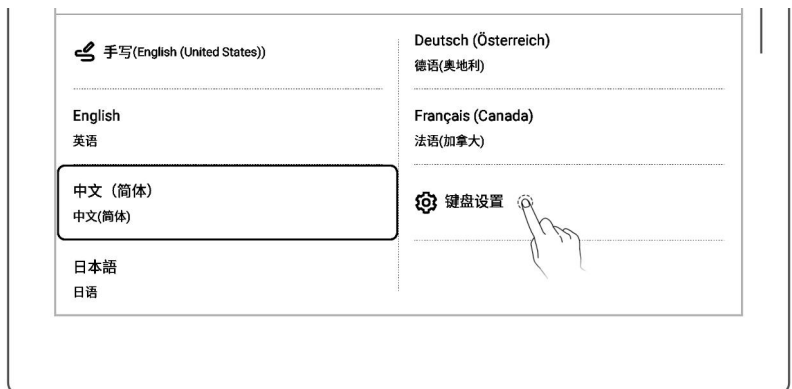 手写(English (United States))
English
英语
中文（简体）
中文(简体)
日本語
日语
Deutsch (Österreich)
德语(奥地利)
Français (Canada)
法语(加拿大)
键盘设置